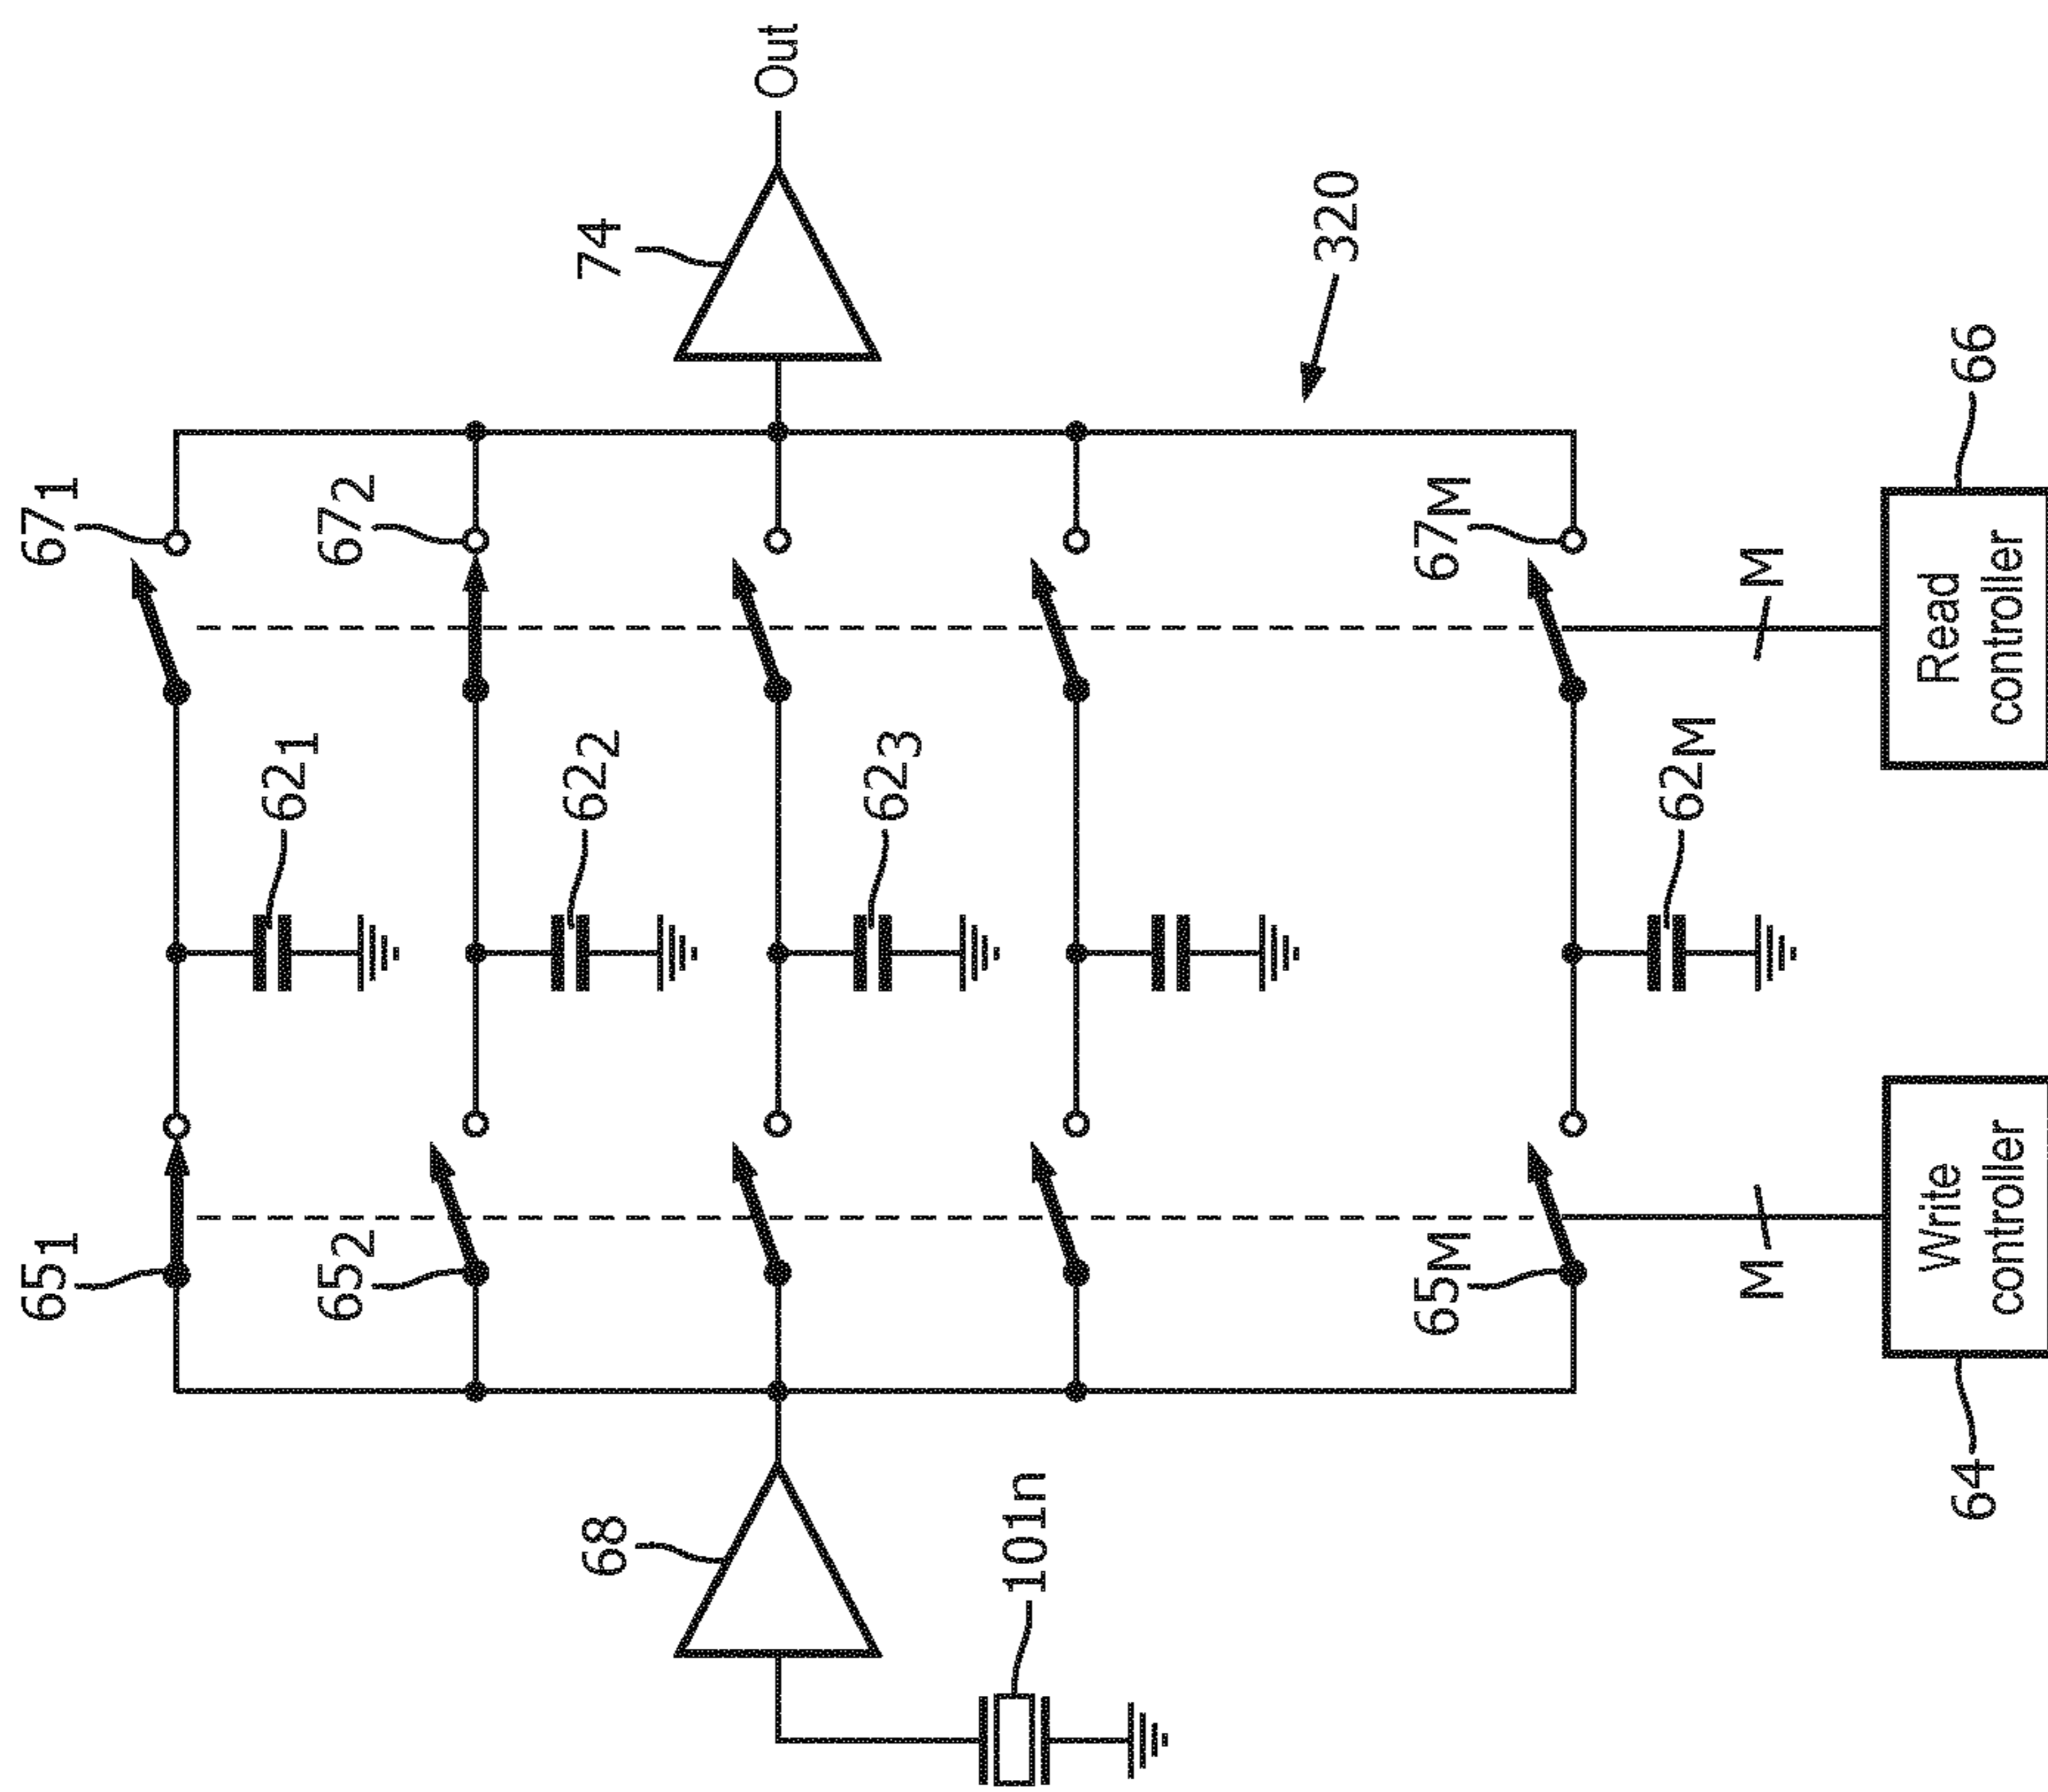 65₁
67₁
62₁
65₂
67₂
62₂
68
74
Out
62₃
101n
320
65M
67M
62M
M
M
64
Write
controller
Read
controller
66